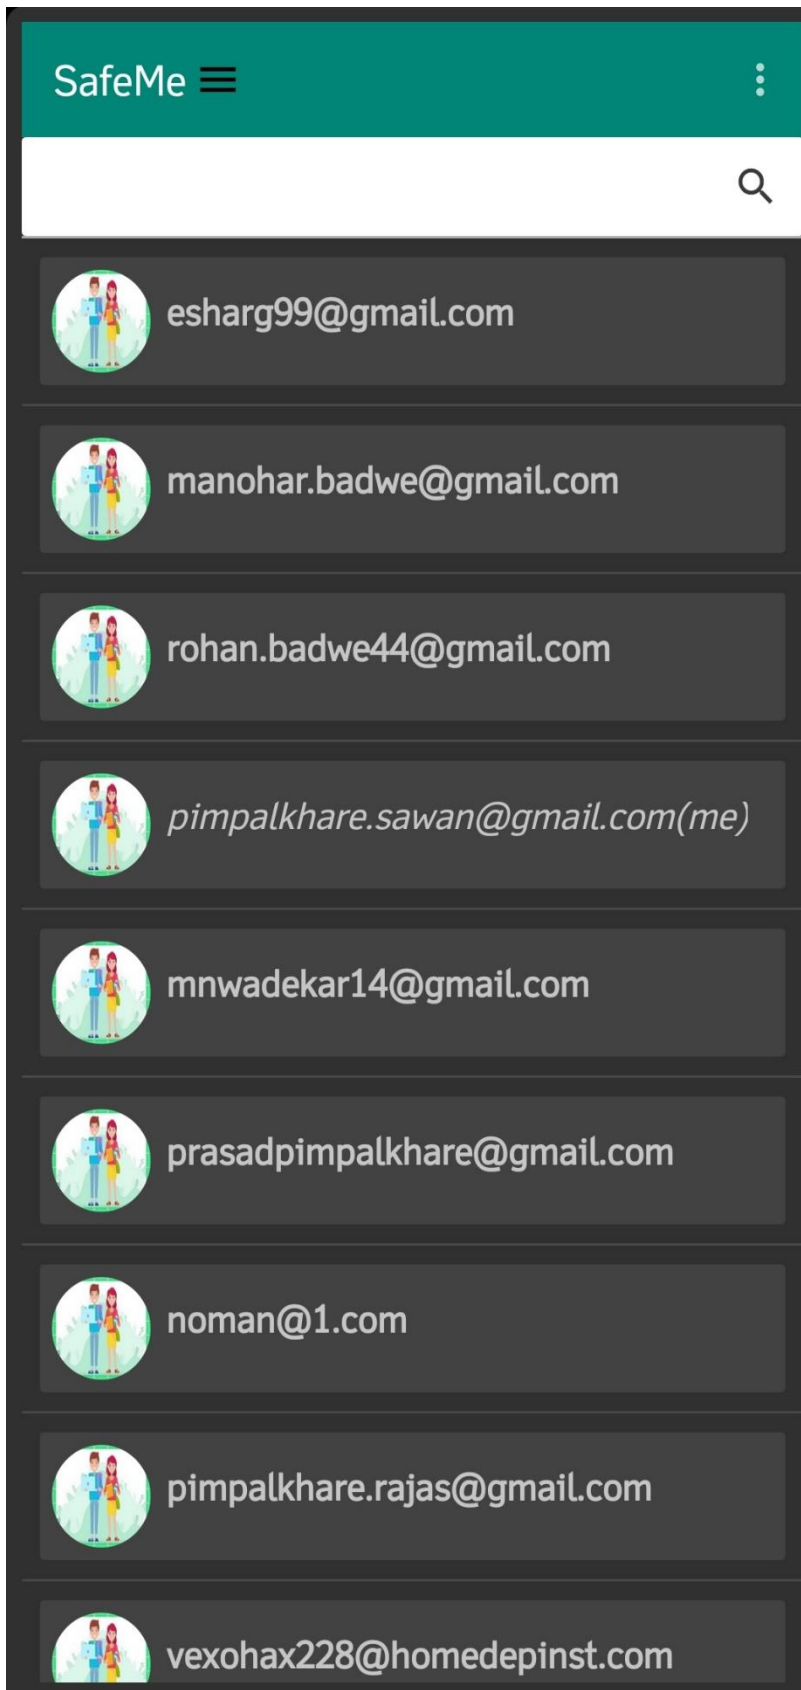 SafeMe
esharg99@gmail.com
manohar.badwe@gmail.com
rohan.badwe44@gmail.com
pimpalkhare.sawan@gmail.com(me)
mnwadekar14@gmail.com
prasadpimpalkhare@gmail.com
noman@1.com
pimpalkhare.rajas@gmail.com
vexohax228@homedepinst.com